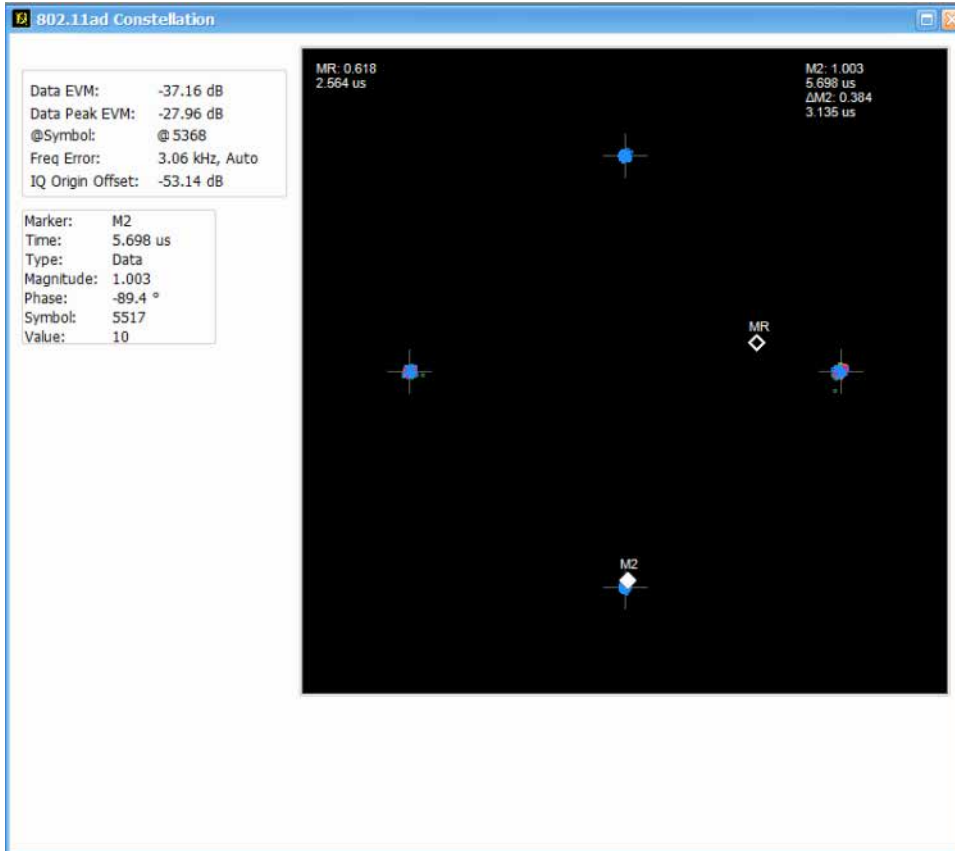 802.11ad Constellation
Data EVM: -37.16 dB
Data Peak EVM: -27.96 dB
@Symbol: @ 5368
Freq Error: 3.06 kHz, Auto
IQ Origin Offset: -53.14 dB
Marker: M2
Time: 5.698 us
Type: Data
Magnitude: 1.003
Phase: -89.4 °
Symbol: 5517
Value: 10
MR: 0.618
2.564 us
M2: 1.003
5.698 us
ΔM2: 0.384
3.135 us
MR
M2